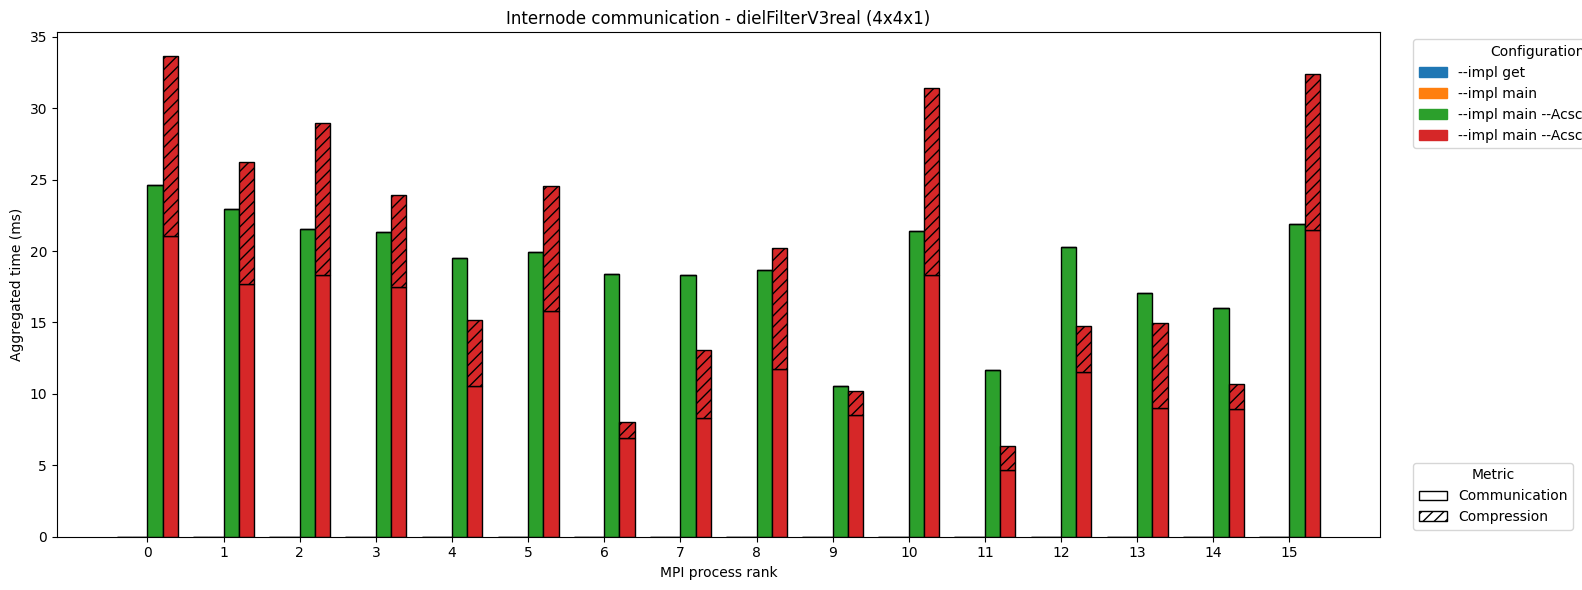 Internode communication - dielFilterV3real (4x4x1)
Aggregated time (ms)
35
30
25
20
15
10
5
0
0 1 2 3 4 5 6 7 8 9 10 11 12 13 14 15
MPI process rank
Configuration
--impl get
--impl main
--impl main --Acsc
--impl main --Acsc
Metric
Communication
Compression